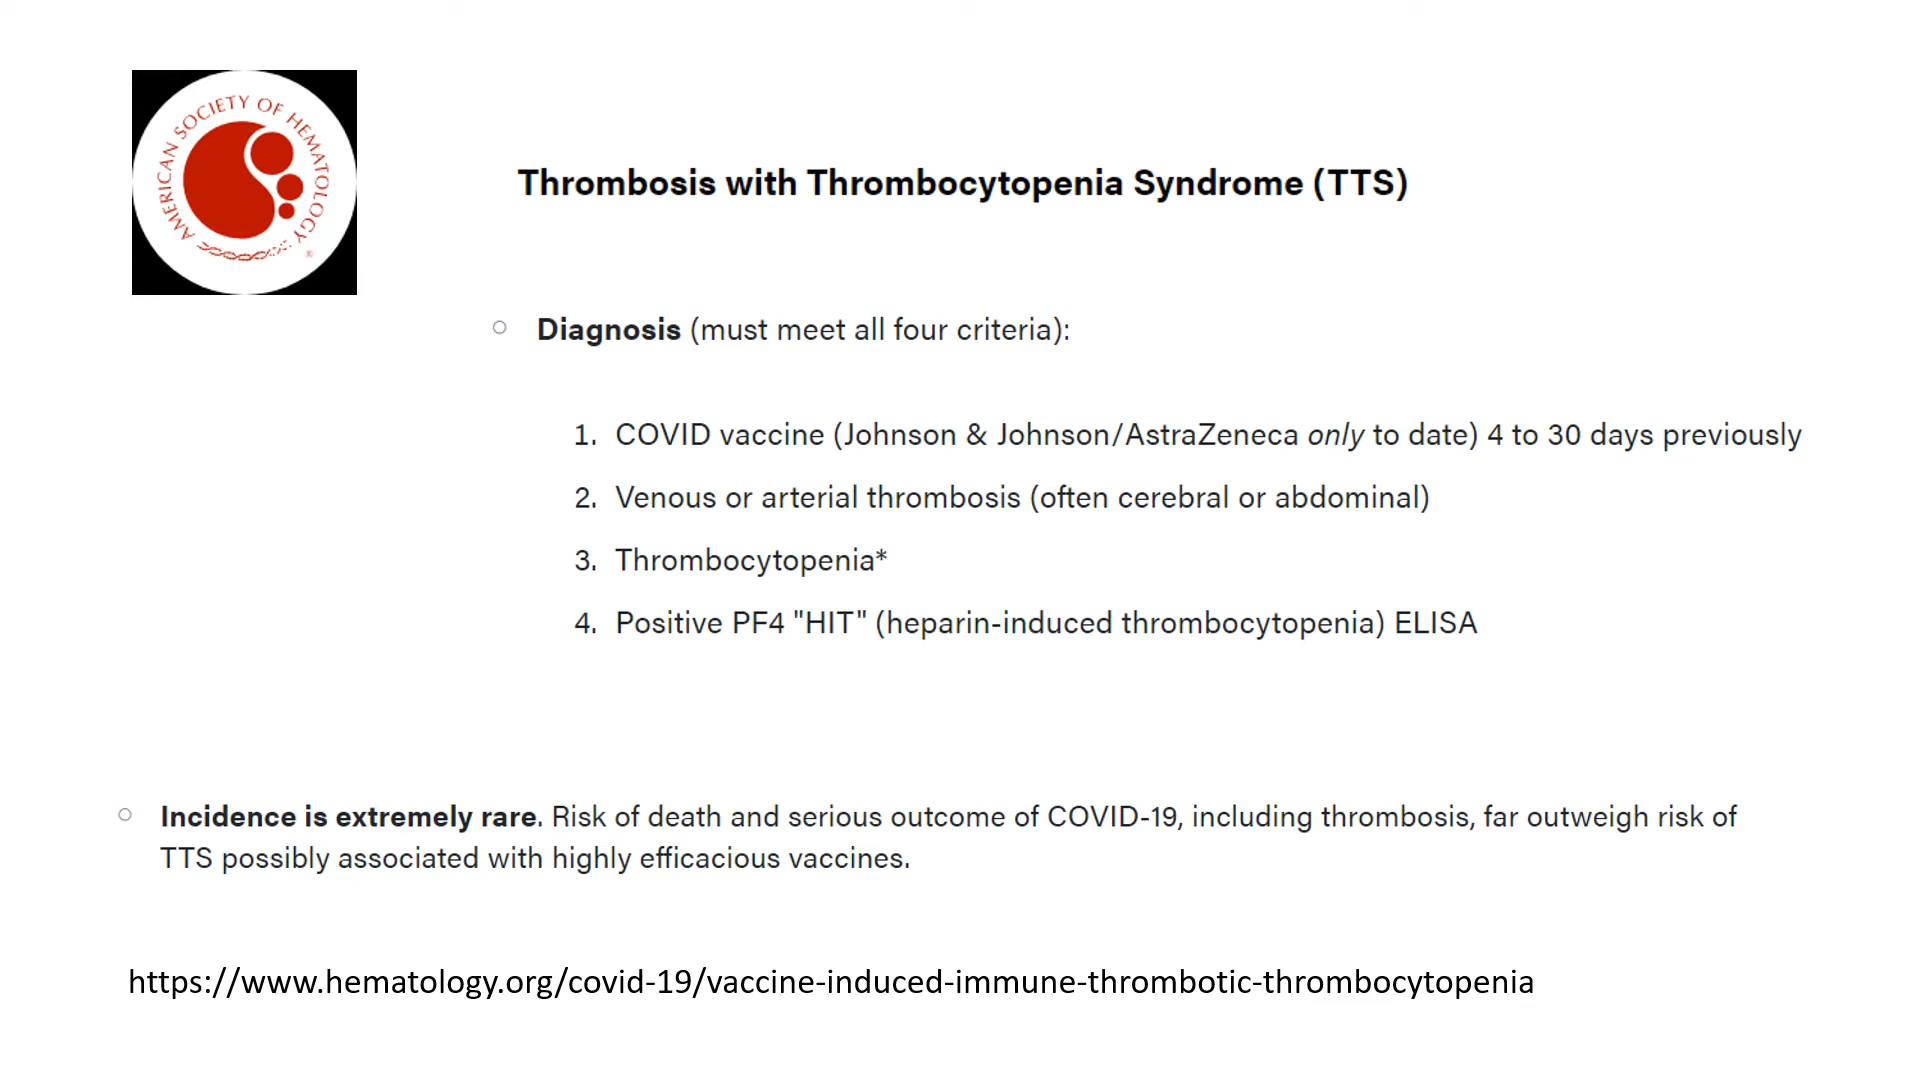 AMERICAN SOCIETY OF HEMATOLOGY
®
Thrombosis with Thrombocytopenia Syndrome (TTS)
Diagnosis (must meet all four criteria):
1. COVID vaccine (Johnson & Johnson/AstraZeneca only to date) 4 to 30 days previously
2. Venous or arterial thrombosis (often cerebral or abdominal)
3. Thrombocytopenia*
4. Positive PF4 "HIT" (heparin-induced thrombocytopenia) ELISA
Incidence is extremely rare. Risk of death and serious outcome of COVID-19, including thrombosis, far outweigh risk of
TTS possibly associated with highly efficacious vaccines.
https://www.hematology.org/covid-19/vaccine-induced-immune-thrombotic-thrombocytopenia